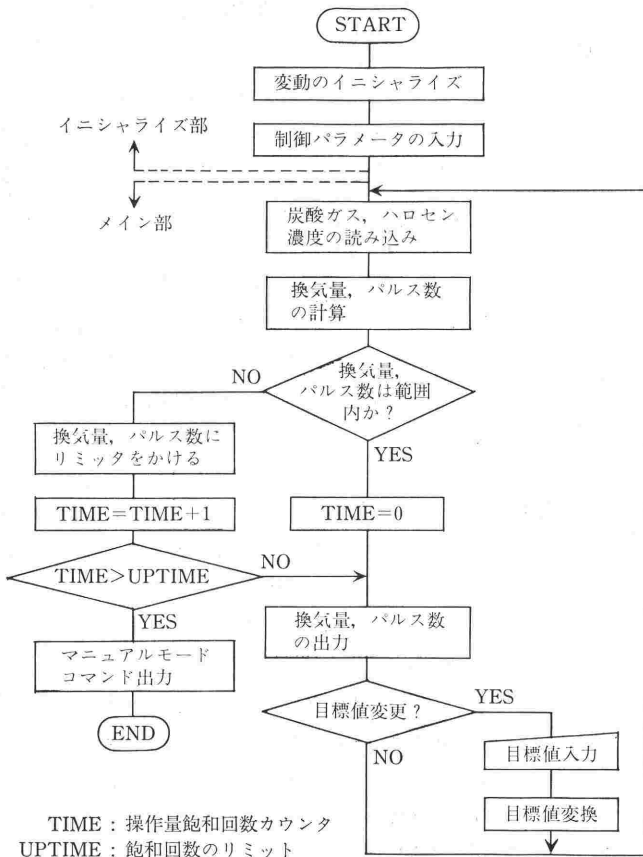 START
変動のイニシャライズ
制御パラメータの入力
イニシャライズ部
メイン部
炭酸ガス，ハロセン
濃度の読み込み
換気量，パルス数
の計算
換気量，
パルス数は範囲
内か？
NO
YES
換気量，パルス数に
リミッタをかける
TIME=TIME+1
TIME=0
TIME>UPTIME
NO
YES
換気量，パルス数
の出力
マニュアルモード
コマンド出力
END
目標値変更？
YES
NO
目標値入力
目標値変換
TIME：操作量飽和回数カウンタ
UPTIME：飽和回数のリミット